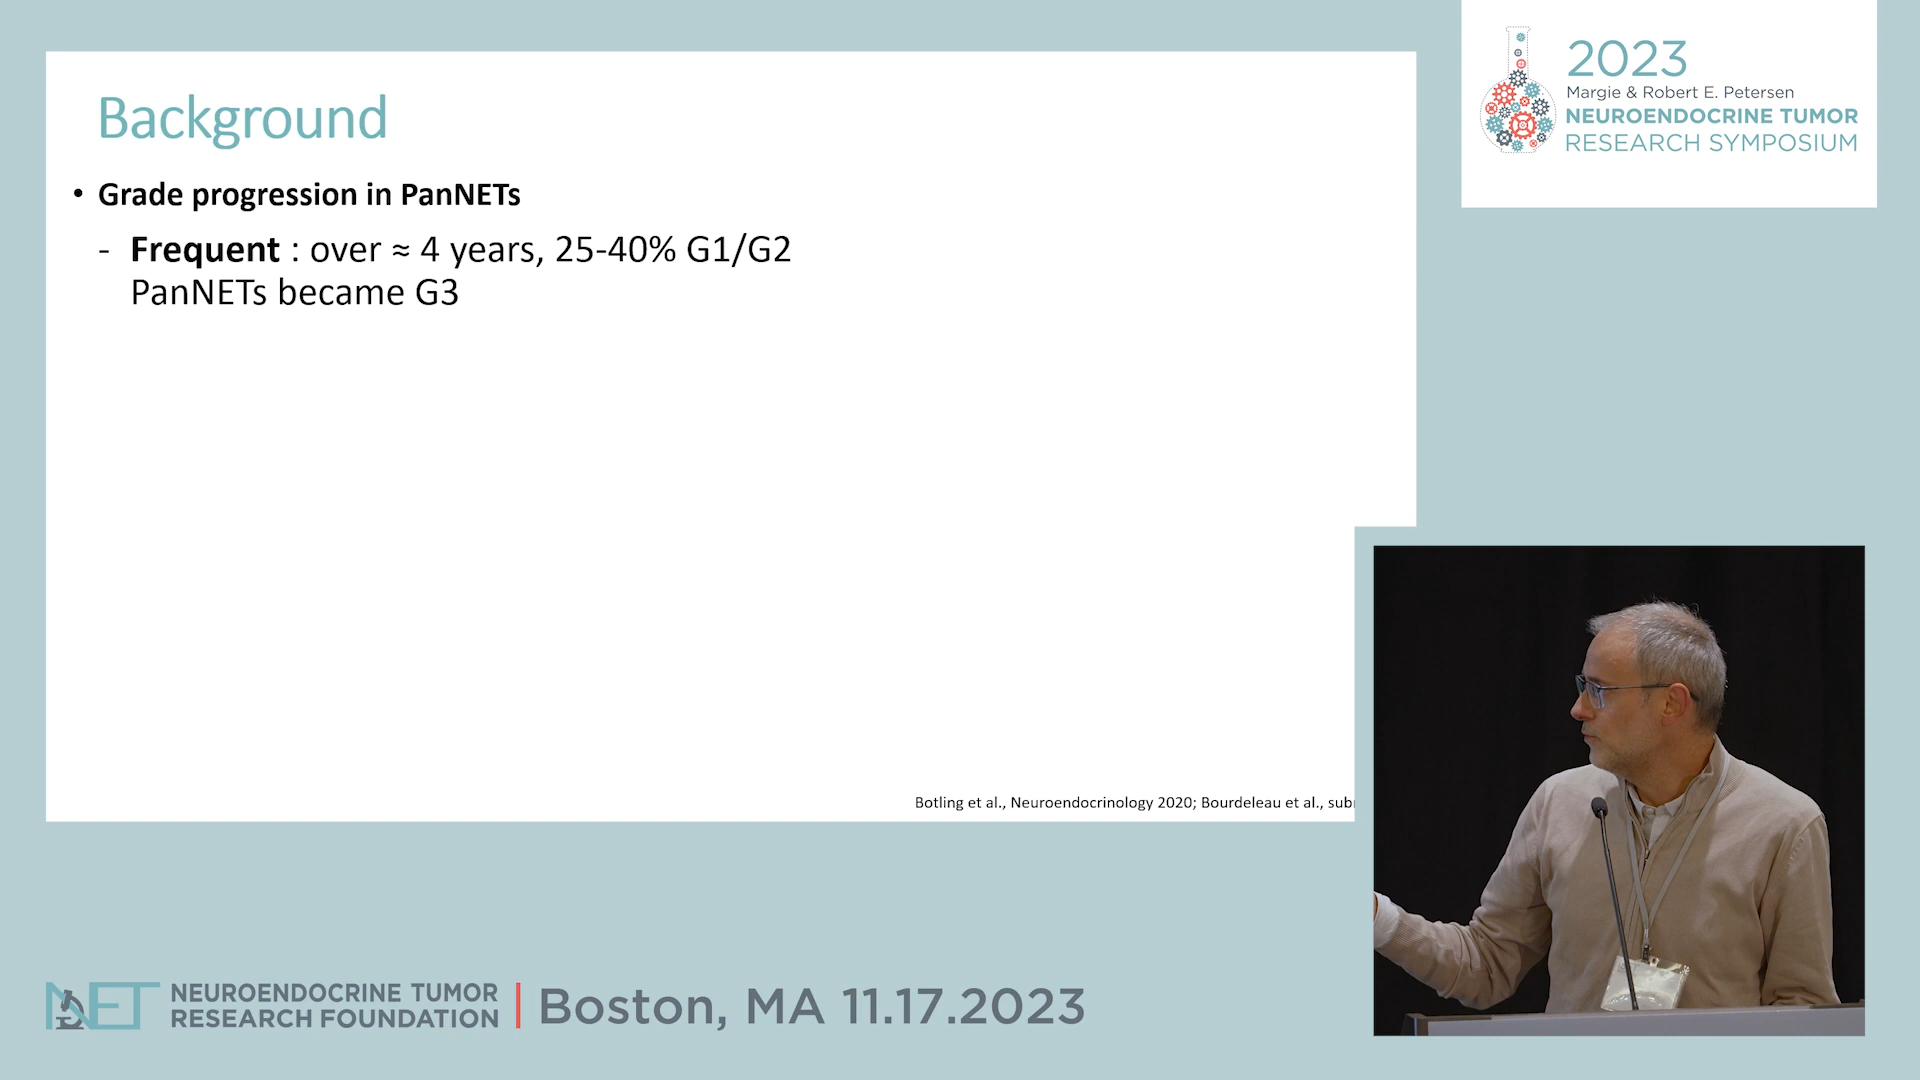 Background
• Grade progression in PanNETs
- Frequent : over ≈ 4 years, 25-40% G1/G2
PanNETs became G3
Botling et al., Neuroendocrinology 2020; Bourdeleau et al.,
2023
Margie & Robert E. Petersen
NEUROENDOCRINE TUMOR
RESEARCH SYMPOSIUM
NET
NEUROENDOCRINE TUMOR
RESEARCH FOUNDATION
Boston, MA 11.17.2023